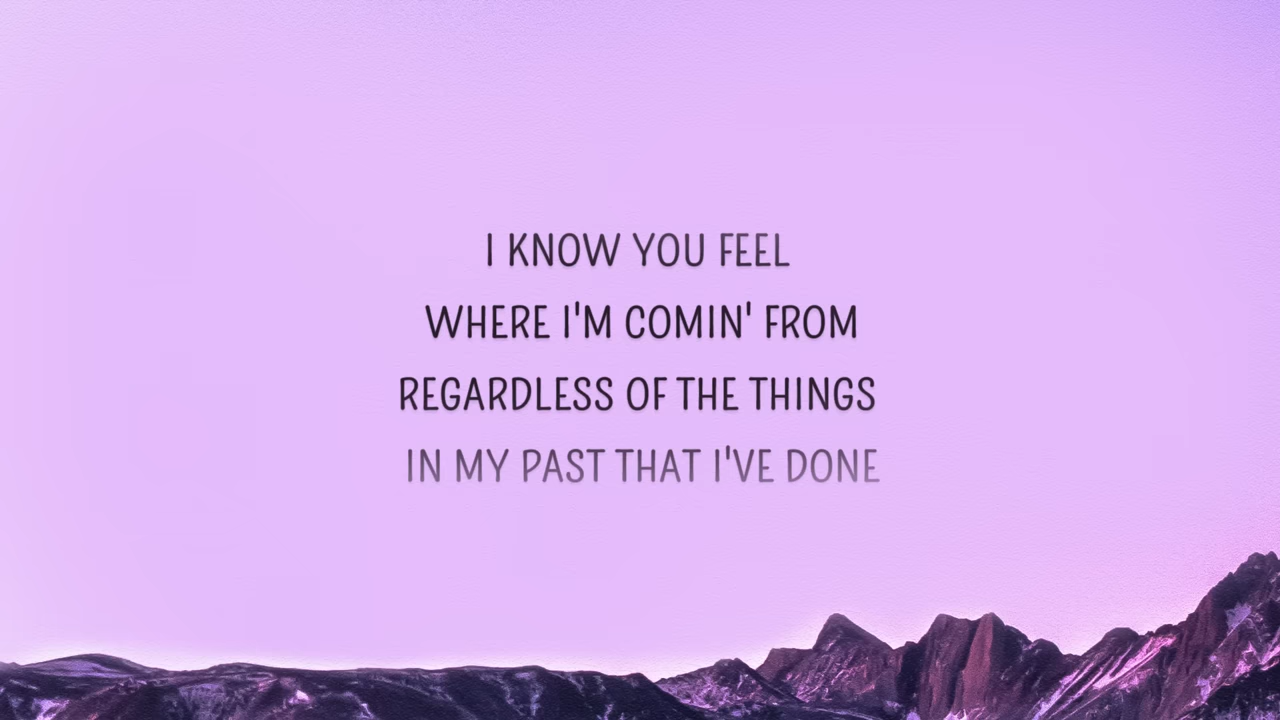 I KNOW YOU FEEL
WHERE I'M COMIN' FROM
REGARDLESS OF THE THINGS
IN MY PAST THAT I'VE DONE